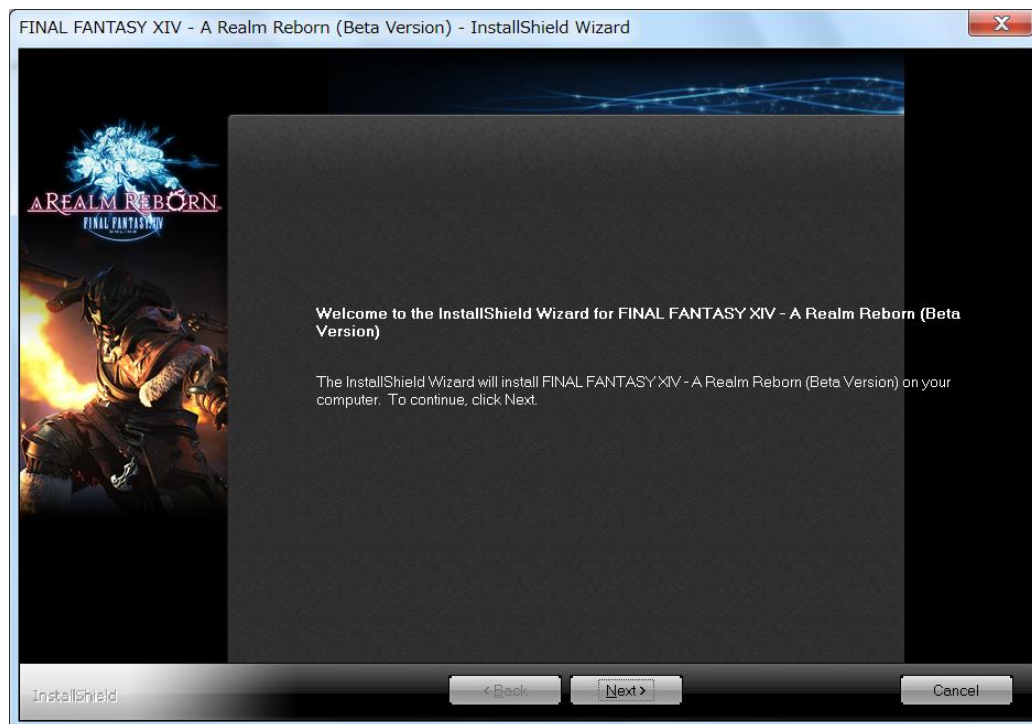 FINAL FANTASY XIV - A Realm Reborn (Beta Version) - InstallShield Wizard
A REALM REBORN
FINAL FANTASY XIV
ONLINE
Welcome to the InstallShield Wizard for FINAL FANTASY XIV - A Realm Reborn (Beta
Version)
The InstallShield Wizard will install FINAL FANTASY XIV - A Realm Reborn (Beta Version) on your
computer. To continue, click Next.
InstallShield
< Back
Next >
Cancel